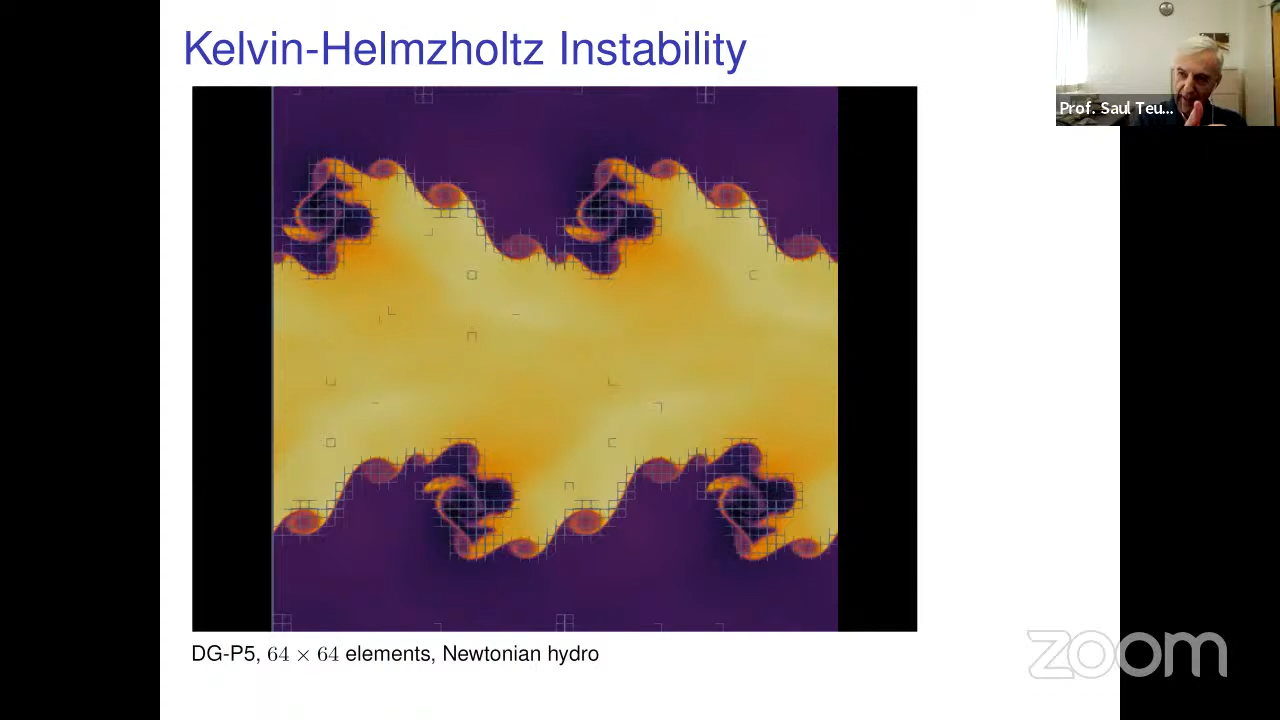 Kelvin-Helmzholtz Instability
Prof. Saul Teu...
DG-P5, 64 × 64 elements, Newtonian hydro
zoom